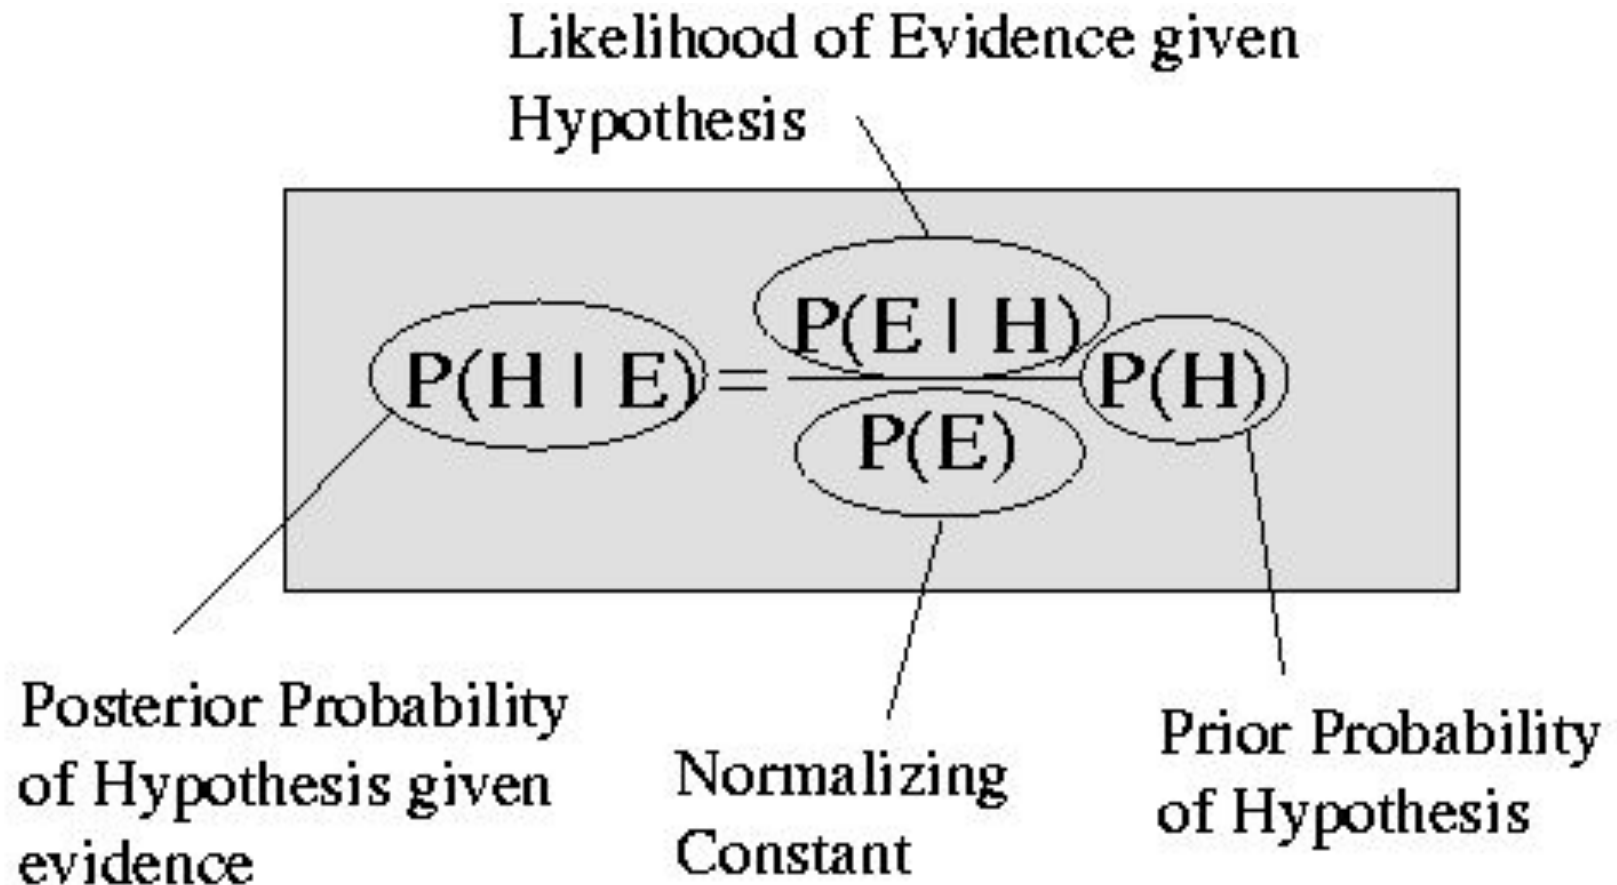 Likelihood of Evidence given
Hypothesis
P(E | H)
P(H | E) = P(H)
P(E)
Posterior Probability
of Hypothesis given
evidence
Normalizing
Constant
Prior Probability
of Hypothesis